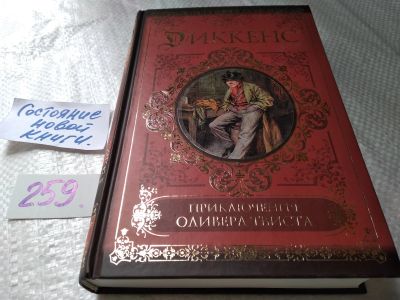 ДИККЕНС
Состояние
новой
книги.
259.
ПРИКЛЮЧЕНИЯ
ОЛИВЕРА ТВИСТА